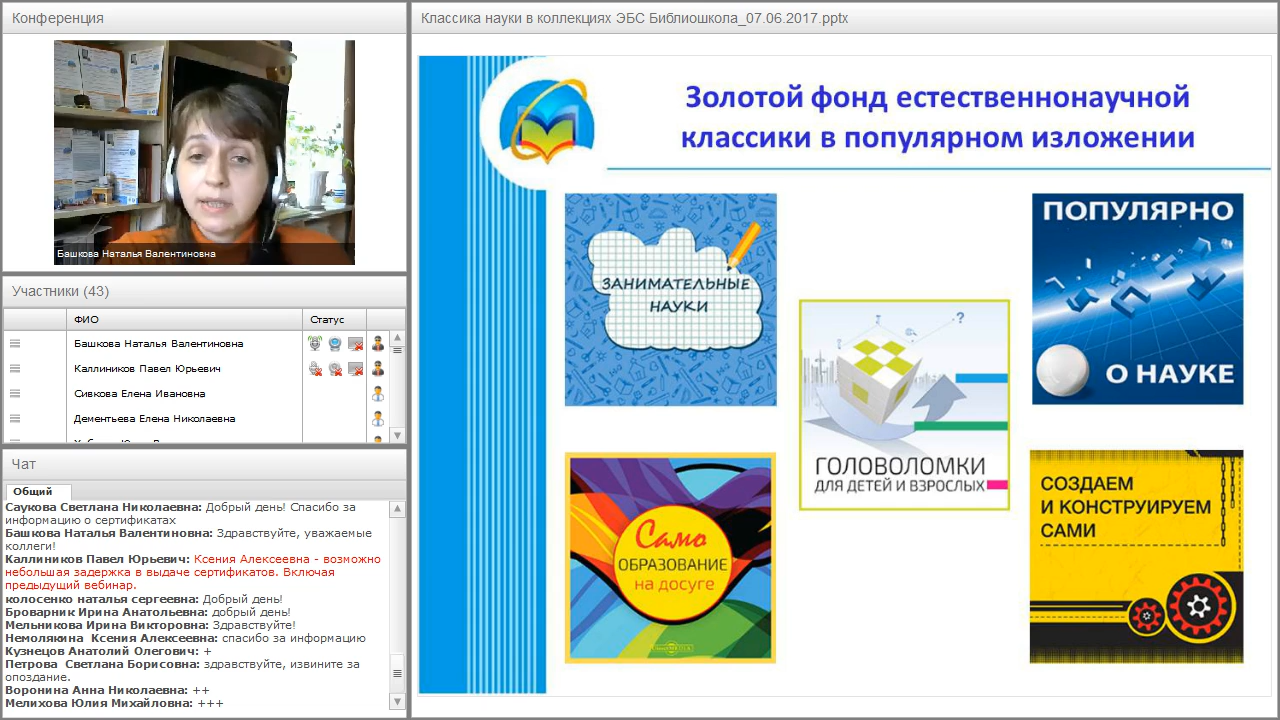 Конференция
Башкова Наталья Валентиновна
Участники (43)
ФИО
Статус
Башкова Наталья Валентиновна
Каллиников Павел Юрьевич
Сивкова Елена Ивановна
Дементьева Елена Николаевна
Чат
Общий
Саукова Светлана Николаевна: Добрый день! Спасибо за
информацию о сертификатах
Башкова Наталья Валентиновна: Здравствуйте, уважаемые
коллеги!
Каллиников Павел Юрьевич: Ксения Алексеевна - возможно
небольшая задержка в выдаче сертификатов. Включая
предыдущий вебинар.
колосенко наталья сергеевна: Добрый день!
Броварник Ирина Анатольевна: добрый день!
Мельникова Ирина Викторовна: Здравствуйте!
Немолякина Ксения Алексеевна: спасибо за информацию
Кузнецов Анатолий Олегович: +
Петрова Светлана Борисовна: здравствуйте, извините за
опоздание.
Воронина Анна Николаевна: ++
Мелихова Юлия Михайловна: +++
Классика науки в коллекциях ЭБС Библиошкола_07.06.2017.pptx
Золотой фонд естественнонаучной
классики в популярном изложении
ЗАНИМАТЕЛЬНЫЕ
НАУКИ
ПОПУЛЯРНО
О НАУКЕ
?
ГОЛОВОЛОМКИ
ДЛЯ ДЕТЕЙ И ВЗРОСЛЫХ
Само
ОБРАЗОВАНИЕ
на досуге
СОЗДАЕМ
И КОНСТРУИРУЕМ
САМИ